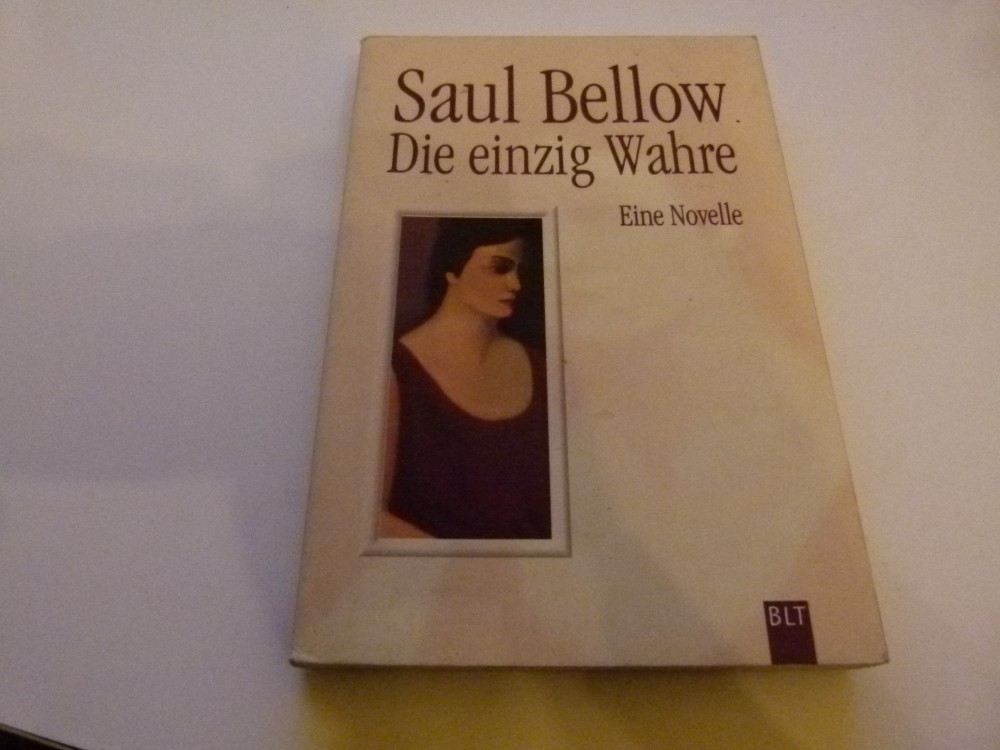 Saul Bellow
Die einzig Wahre
Eine Novelle
BLT